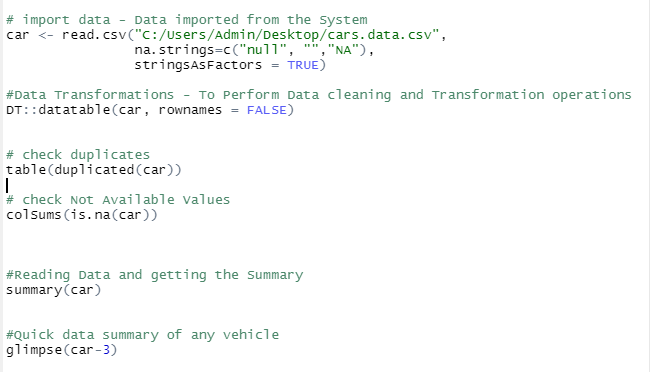 # import data - Data imported from the System
car <- read.csv("C:/Users/Admin/Desktop/cars.data.csv",
na.strings=c("null", "","NA"),
stringsAsFactors = TRUE)
#Data Transformations - To Perform Data cleaning and Transformation operations
DT::datatable(car, rownames = FALSE)
# check duplicates
table(duplicated(car))
# check Not Available Values
colSums(is.na(car))
#Reading Data and getting the Summary
summary(car)
#Quick data summary of any vehicle
glimpse(car-3)